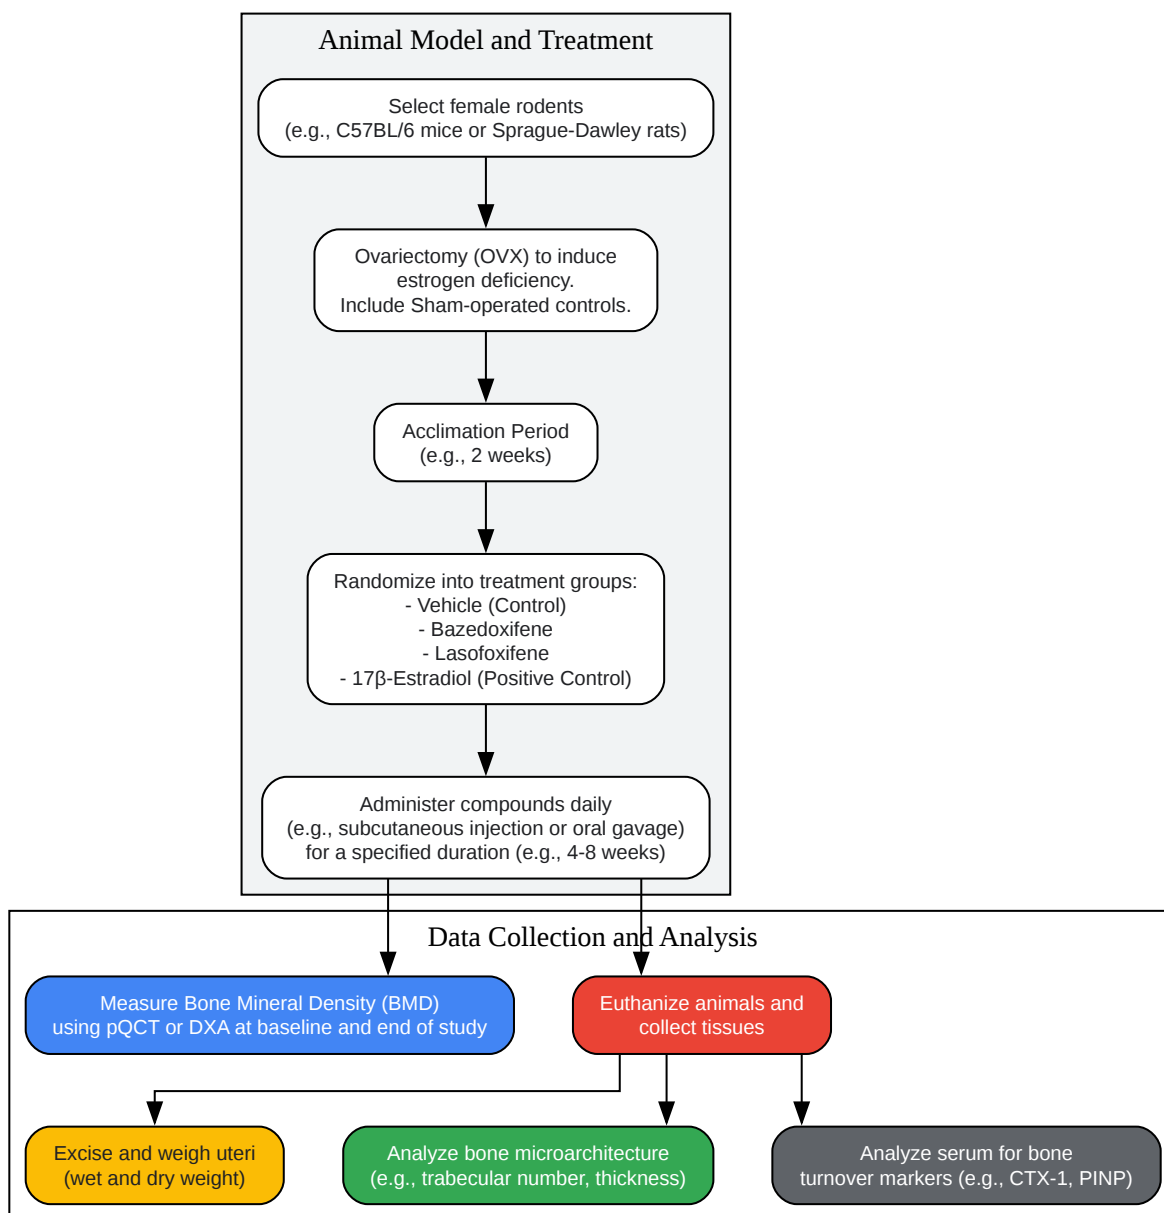 Animal Model and Treatment
Select female rodents
(e.g., C57BL/6 mice or Sprague-Dawley rats)
Ovariectomy (OVX) to induce
estrogen deficiency.
Include Sham-operated controls.
Acclimation Period
(e.g., 2 weeks)
Randomize into treatment groups:
- Vehicle (Control)
- Bazedoxifene
- Lasofoxifene
- 17β-Estradiol (Positive Control)
Administer compounds daily
(e.g., subcutaneous injection or oral gavage)
for a specified duration (e.g., 4-8 weeks)
Data Collection and Analysis
Measure Bone Mineral Density (BMD)
using pQCT or DXA at baseline and end of study
Euthanize animals and
collect tissues
Excise and weigh uteri
(wet and dry weight)
Analyze bone microarchitecture
(e.g., trabecular number, thickness)
Analyze serum for bone
turnover markers (e.g., CTX-1, PINP)